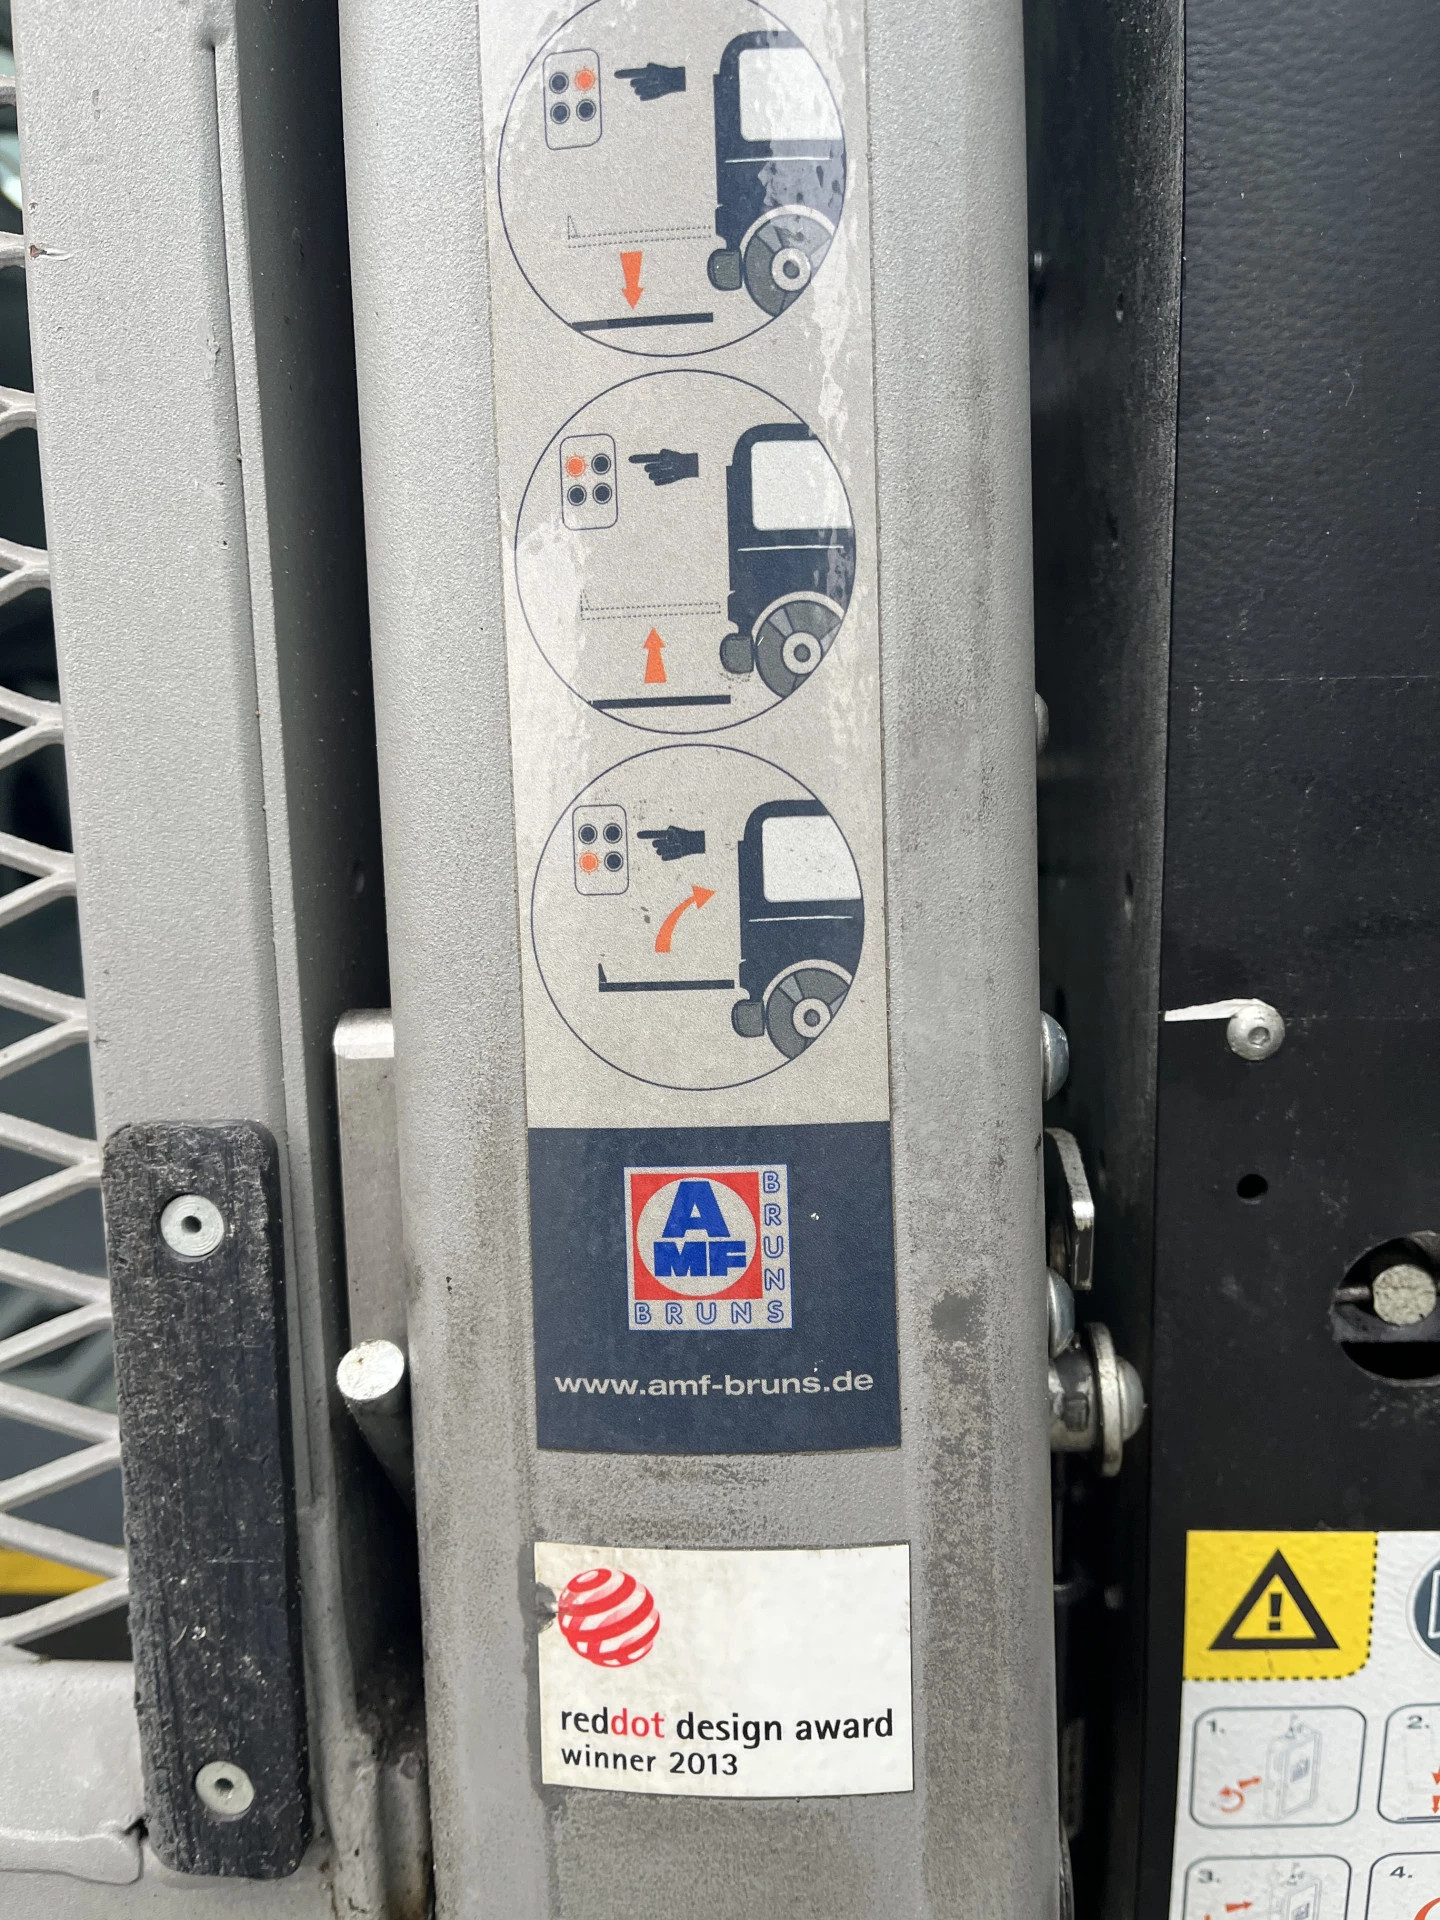 A
MF
BRUNS
BRUNS
www.amf-bruns.de
reddot design award
winner 2013
!
1.
2.
3.
4.